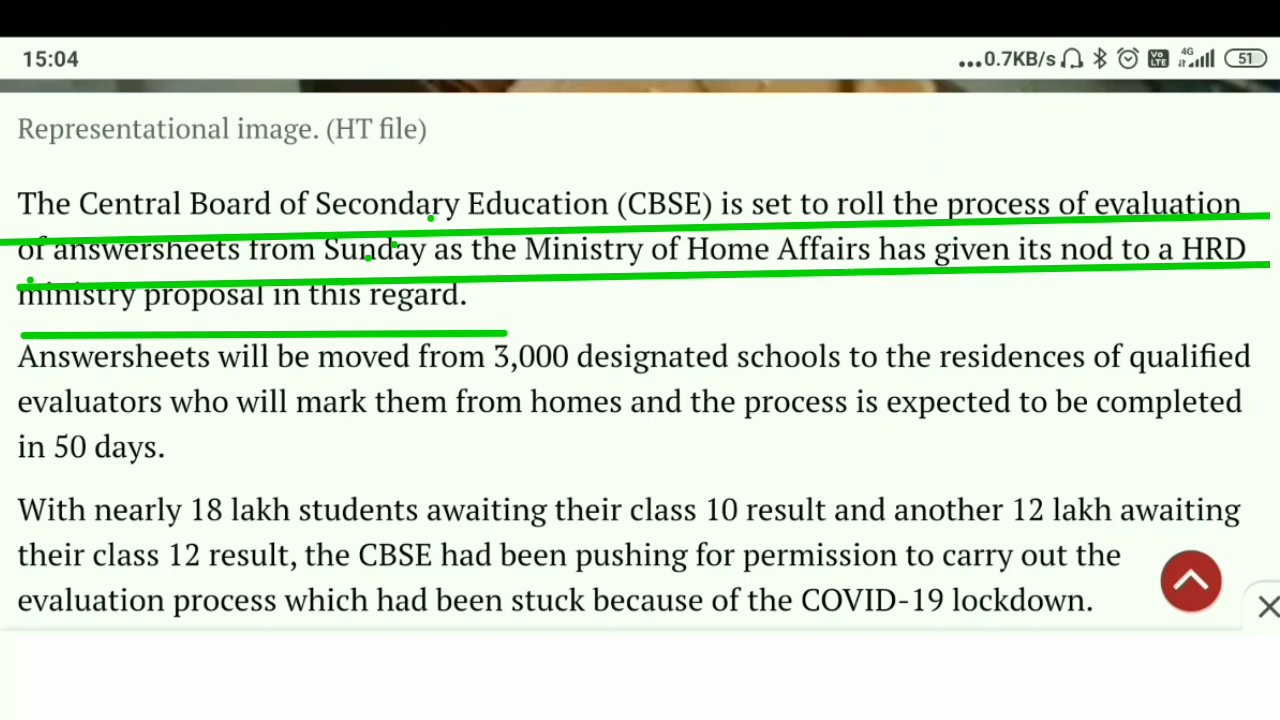 15:04
...0.7KB/s Vo LTE 4G 51
Representational image. (HT file)
The Central Board of Secondary Education (CBSE) is set to roll the process of evaluation
of answersheets from Sunday as the Ministry of Home Affairs has given its nod to a HRD
ministry proposal in this regard.
Answersheets will be moved from 3,000 designated schools to the residences of qualified
evaluators who will mark them from homes and the process is expected to be completed
in 50 days.
With nearly 18 lakh students awaiting their class 10 result and another 12 lakh awaiting
their class 12 result, the CBSE had been pushing for permission to carry out the
evaluation process which had been stuck because of the COVID-19 lockdown.